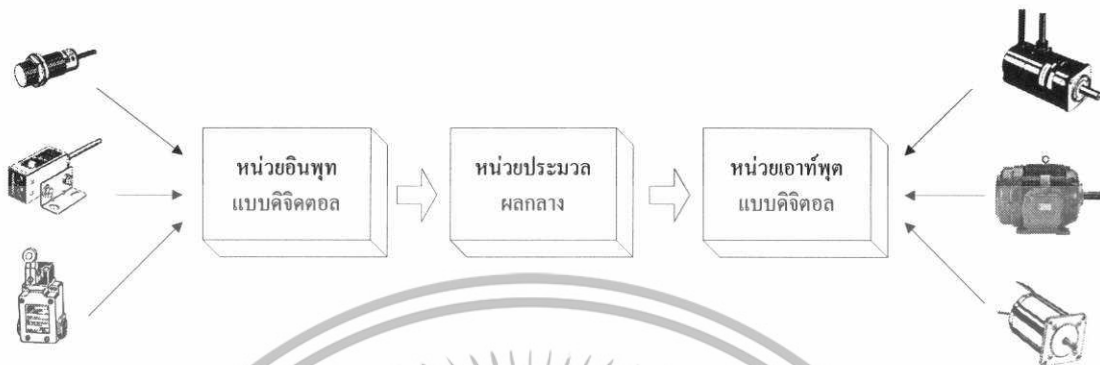 หน่วยอินพุท
แบบดิจิตอล
หน่วยประมวล
ผลกลาง
หน่วยเอาท์พุต
แบบดิจิตอล